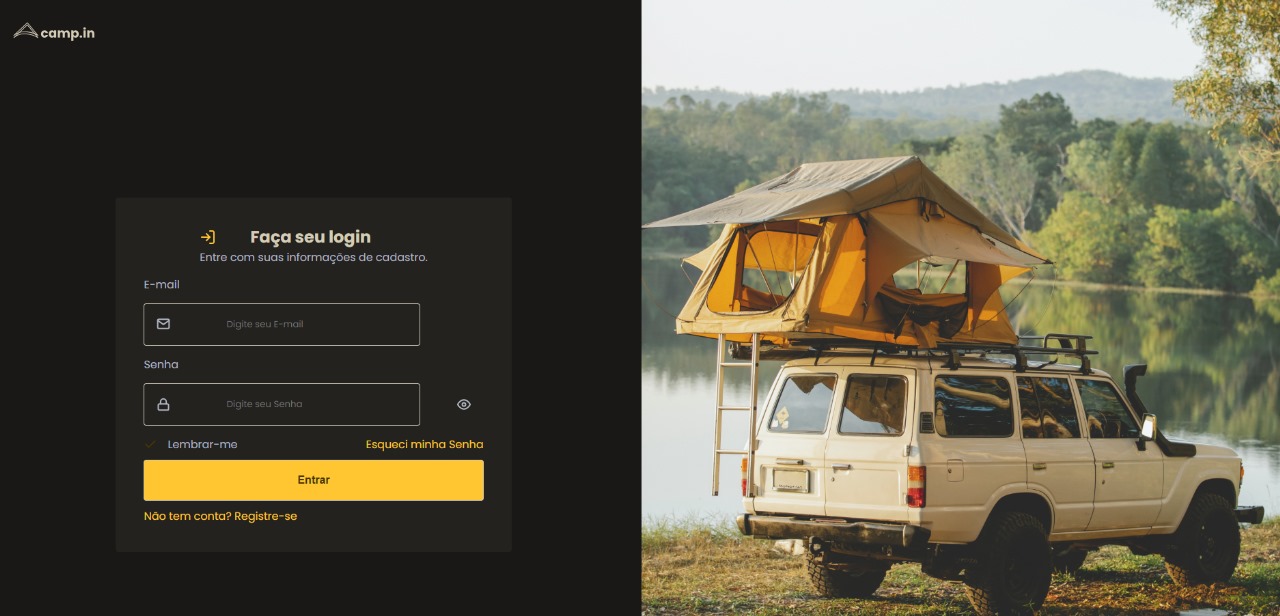 camp.in
Faça seu login
Entre com suas informações de cadastro.
E-mail
Digite seu E-mail
Senha
Digite seu Senha
Lembrar-me
Esqueci minha Senha
Entrar
Não tem conta? Registre-se